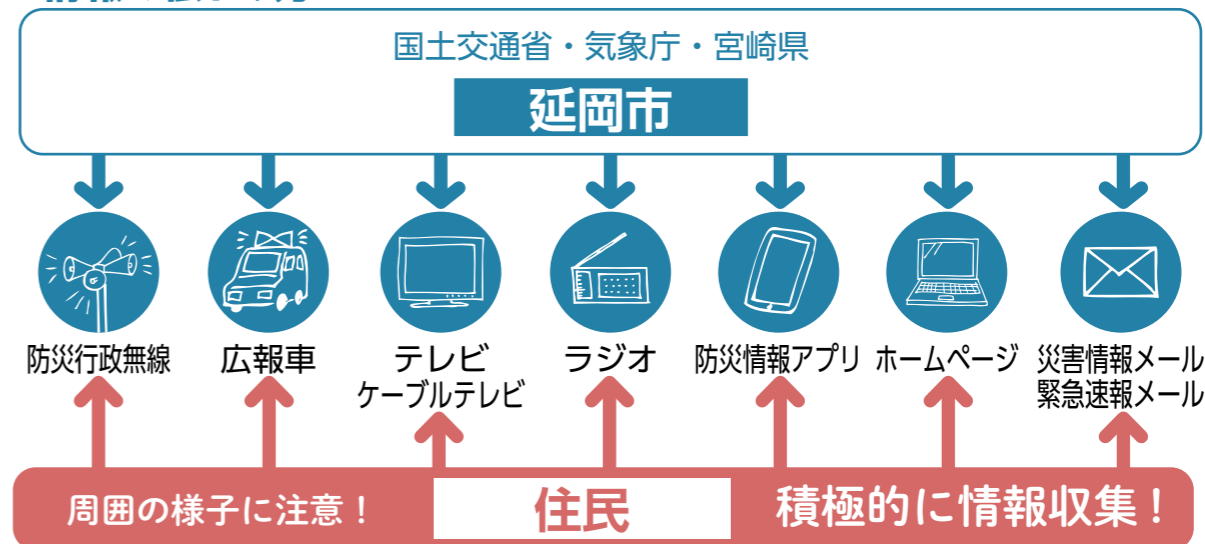 国土交通省・気象庁・宮崎県
延岡市
防災行政無線
広報車
テレビ
ケーブルテレビ
ラジオ
防災情報アプリ
ホームページ
災害情報メール
緊急速報メール
周囲の様子に注意！
住民
積極的に情報収集！